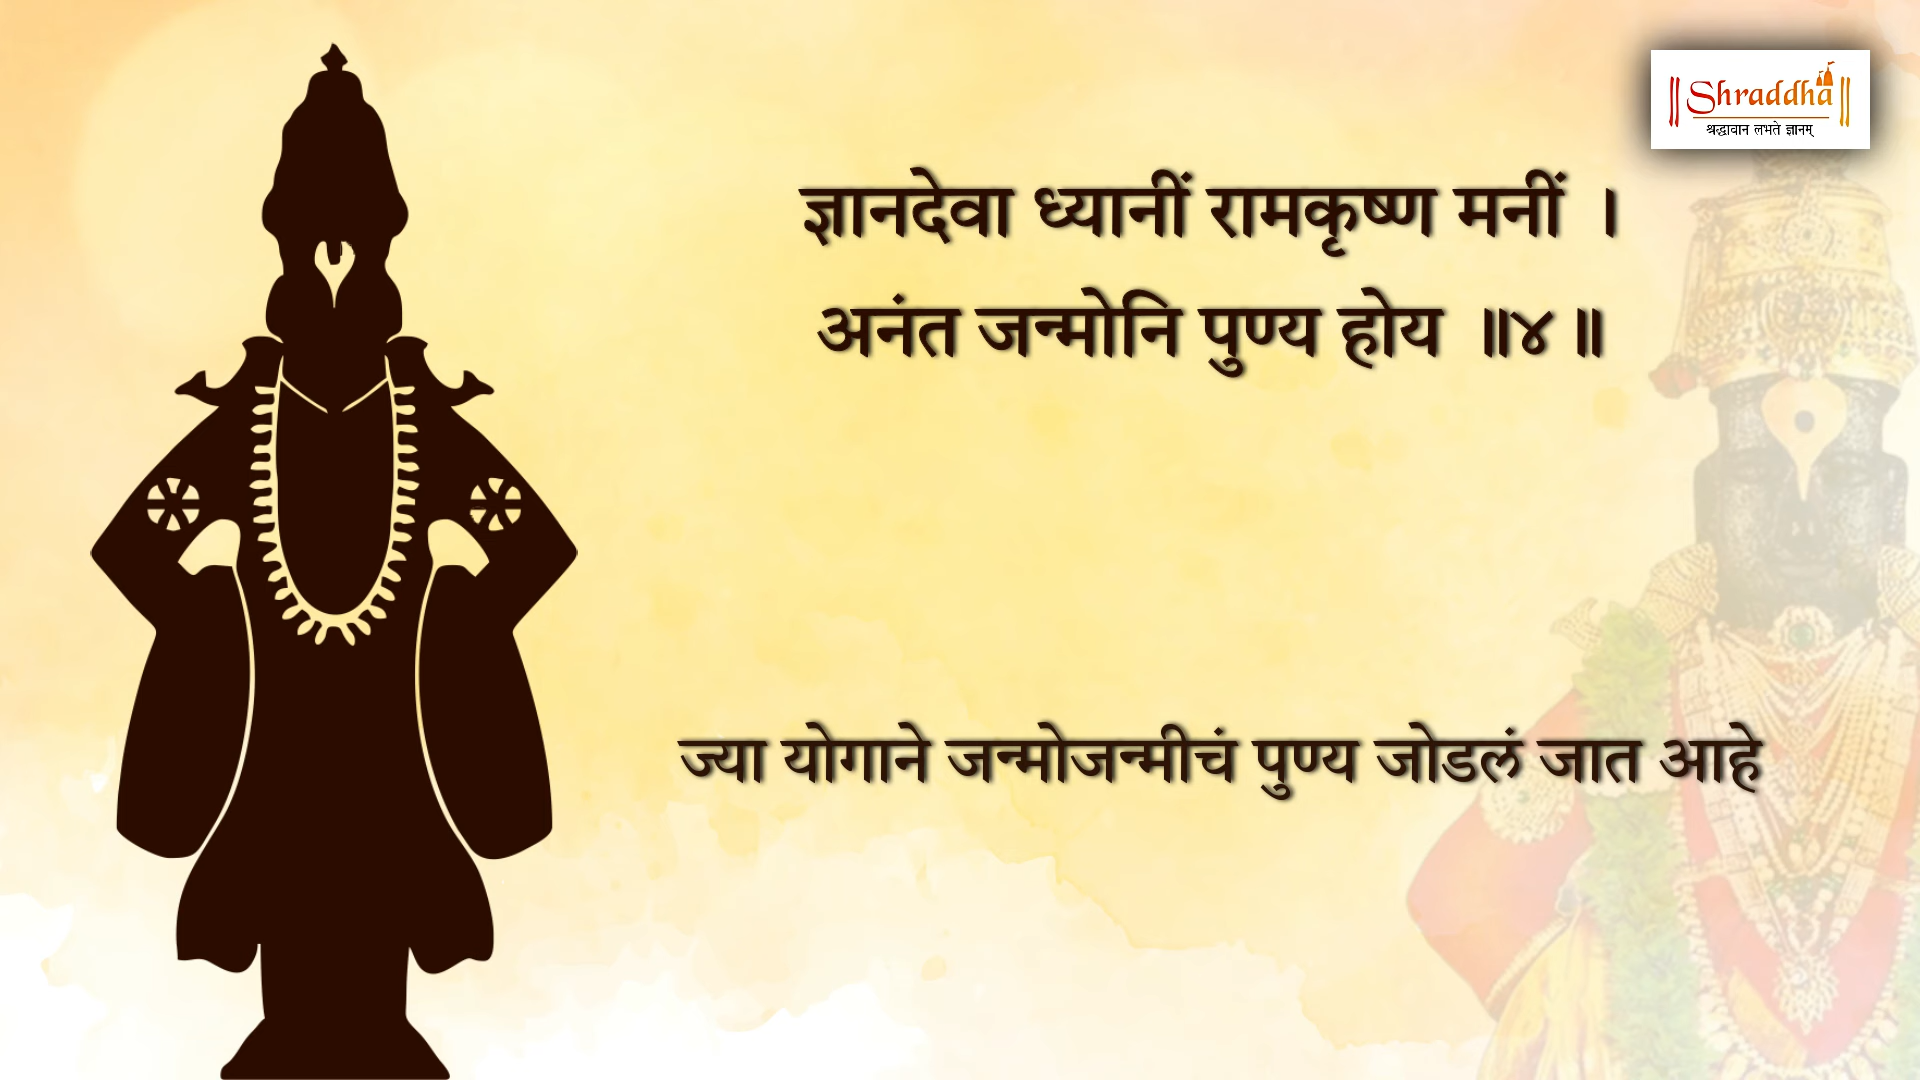 || Shraddha ||
श्रद्धावान लभते ज्ञानम्
ज्ञानदेवा ध्यानीं रामकृष्ण मनीं ।
अनंत जन्मोनि पुण्य होय ॥४॥
ज्या योगाने जन्मोजन्मीचं पुण्य जोडलं जात आहे